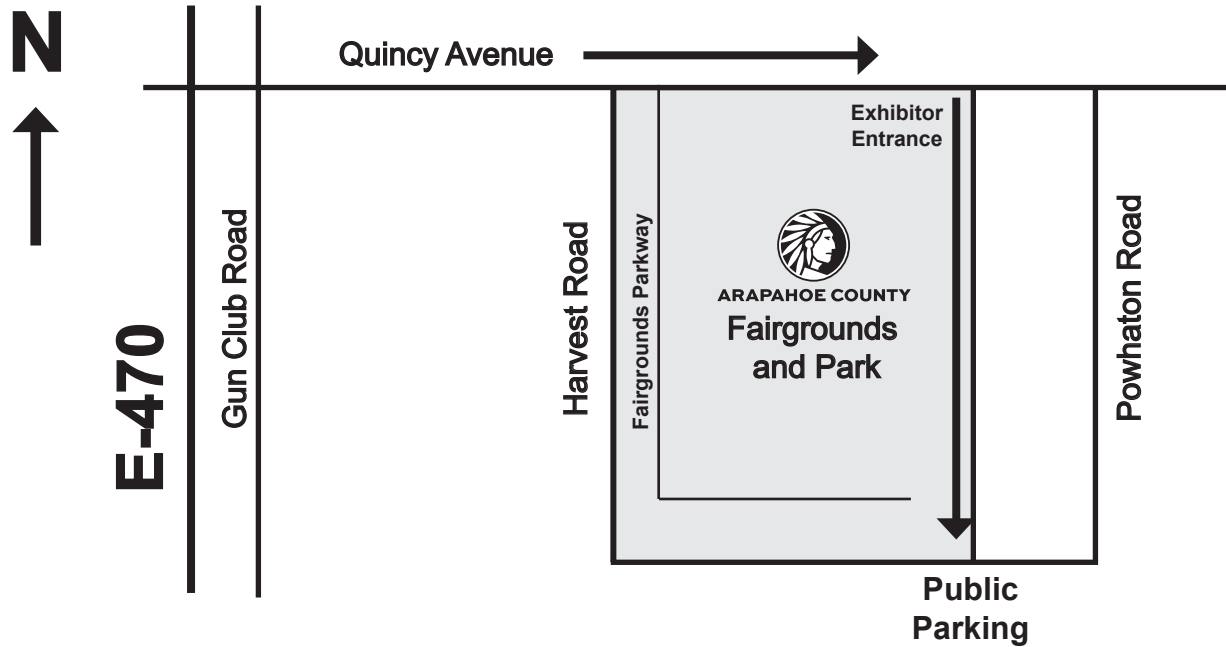 N
Quincy Avenue
Exhibitor
Entrance
E-470
Gun Club Road
Harvest Road
Fairgrounds Parkway
ARAPAHOE COUNTY
Fairgrounds
and Park
Powhaton Road
Public
Parking